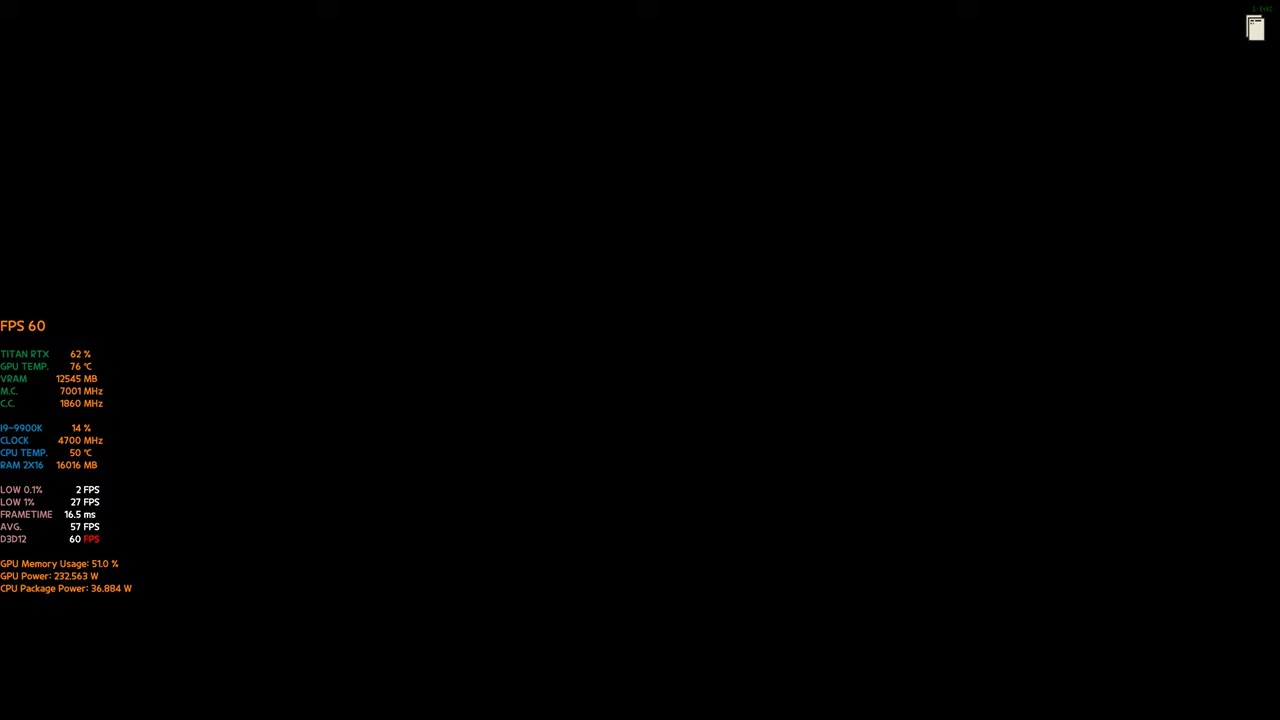 FPS 60
TITAN RTX 62 %
GPU TEMP. 76 °C
VRAM 12545 MB
M.C. 7001 MHz
C.C. 1860 MHz
I9-9900K 14 %
CLOCK 4700 MHz
CPU TEMP. 50 °C
RAM 2X16 16016 MB
LOW 0.1% 2 FPS
LOW 1% 27 FPS
FRAMETIME 16.5 ms
AVG. 57 FPS
D3D12 60 FPS
GPU Memory Usage: 51.0 %
GPU Power: 232.563 W
CPU Package Power: 36.884 W